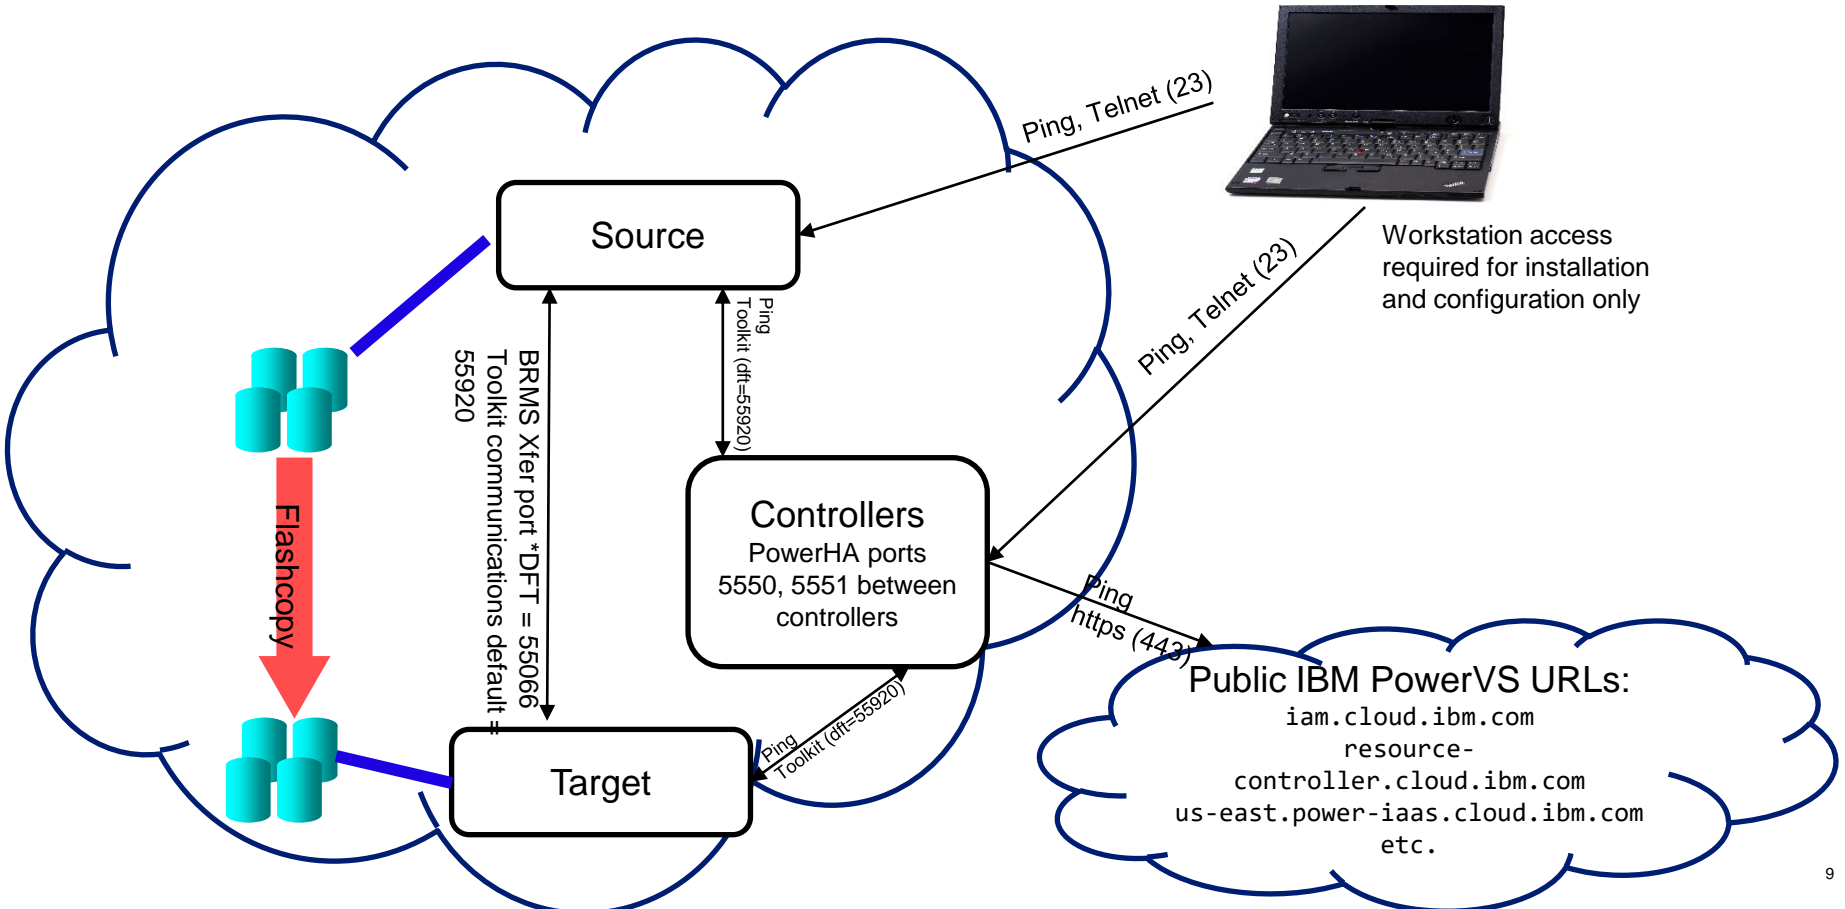 Ping, Telnet (23)
Source
Workstation access
required for installation
and configuration only
Ping, Telnet (23)
Ping
Toolkit (dft=55920)
BRMS Xfer port *DFT = 55066
Toolkit communications default =
55920
Flashcopy
Controllers
PowerHA ports
5550, 5551 between
controllers
Ping
https (443)
Public IBM PowerVS URLs:
iam.cloud.ibm.com
resource-
controller.cloud.ibm.com
us-east.power-iaas.cloud.ibm.com
etc.
Ping
Toolkit (dft=55920)
Target
9